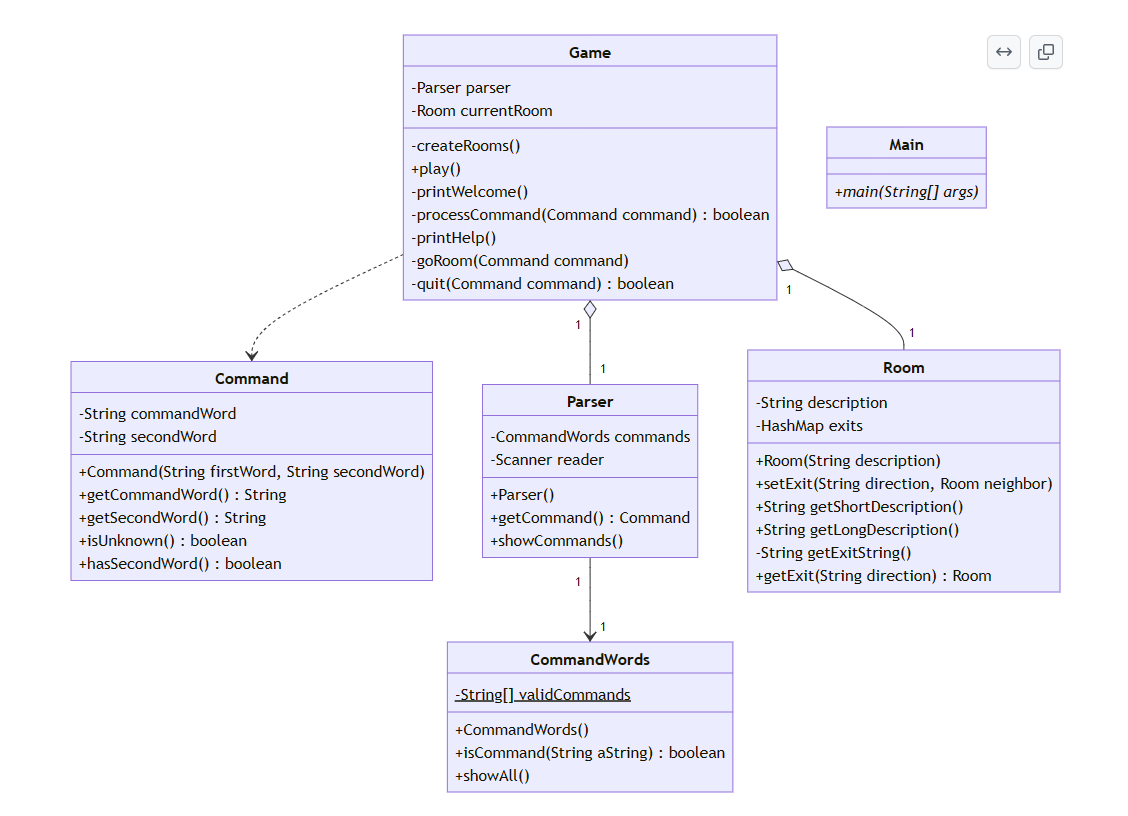 Game
-Parser parser
-Room currentRoom
-createRooms()
+play()
-printWelcome()
-processCommand(Command command) : boolean
-printHelp()
-goRoom(Command command)
-quit(Command command) : boolean
Main
+main(String[] args)
1
1
1
1
Command
-String commandWord
-String secondWord
+Command(String firstWord, String secondWord)
+getCommandWord() : String
+getSecondWord() : String
+isUnknown() : boolean
+hasSecondWord() : boolean
Parser
-CommandWords commands
-Scanner reader
+Parser()
+getCommand() : Command
+showCommands()
Room
-String description
-HashMap exits
+Room(String description)
+setExit(String direction, Room neighbor)
+String getShortDescription()
+String getLongDescription()
-String getExitString()
+getExit(String direction) : Room
1
1
CommandWords
-String[] validCommands
+CommandWords()
+isCommand(String aString) : boolean
+showAll()